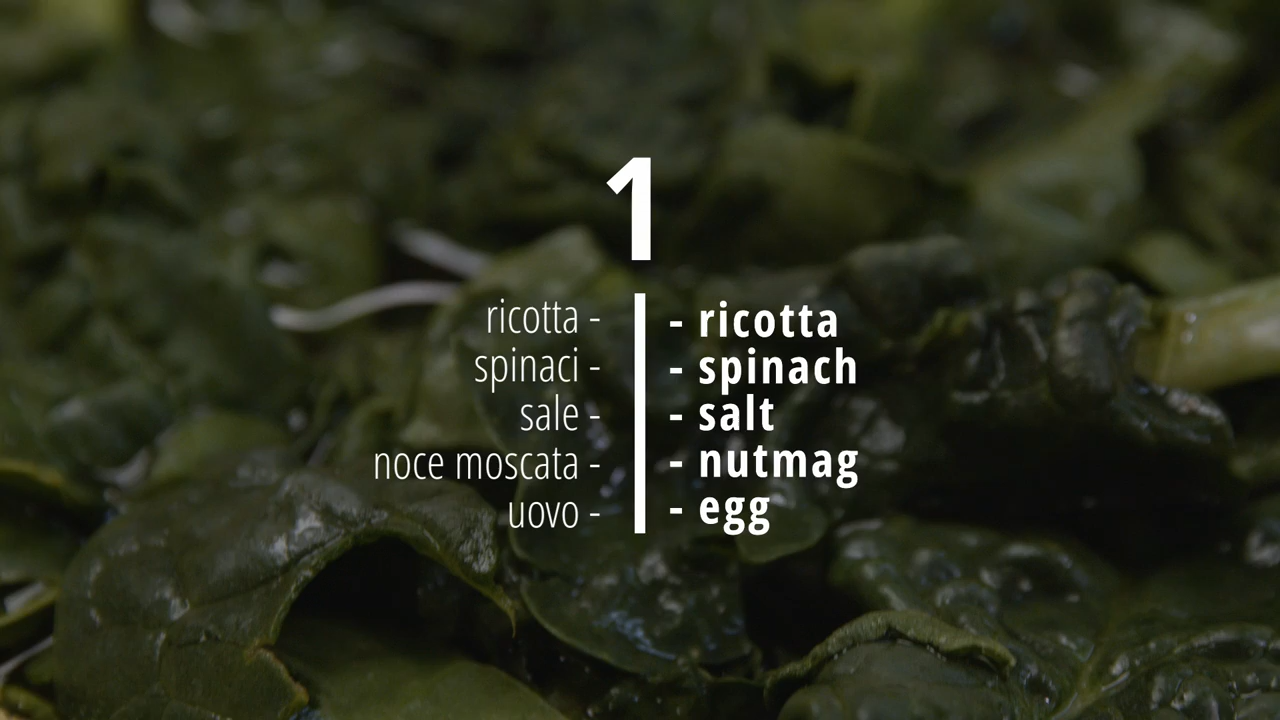 1
ricotta -
spinaci -
sale -
noce moscata -
uovo -
- ricotta
- spinach
- salt
- nutmag
- egg